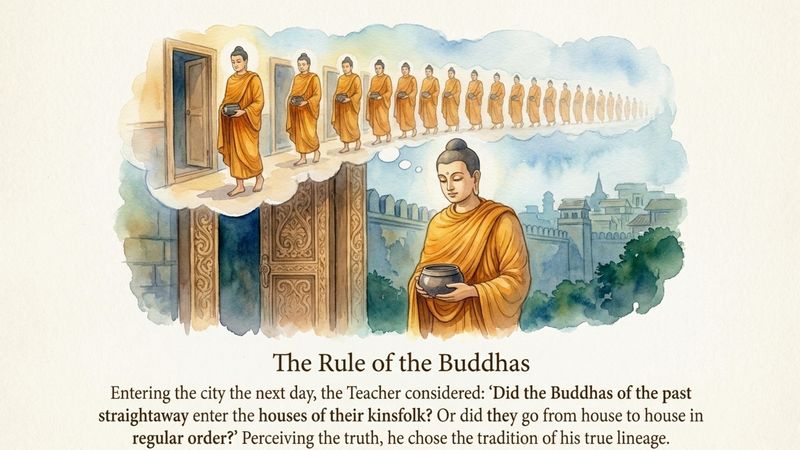 The Rule of the Buddhas
Entering the city the next day, the Teacher considered: ‘Did the Buddhas of the past
straightaway enter the houses of their kinsfolk? Or did they go from house to house in
regular order?’ Perceiving the truth, he chose the tradition of his true lineage.